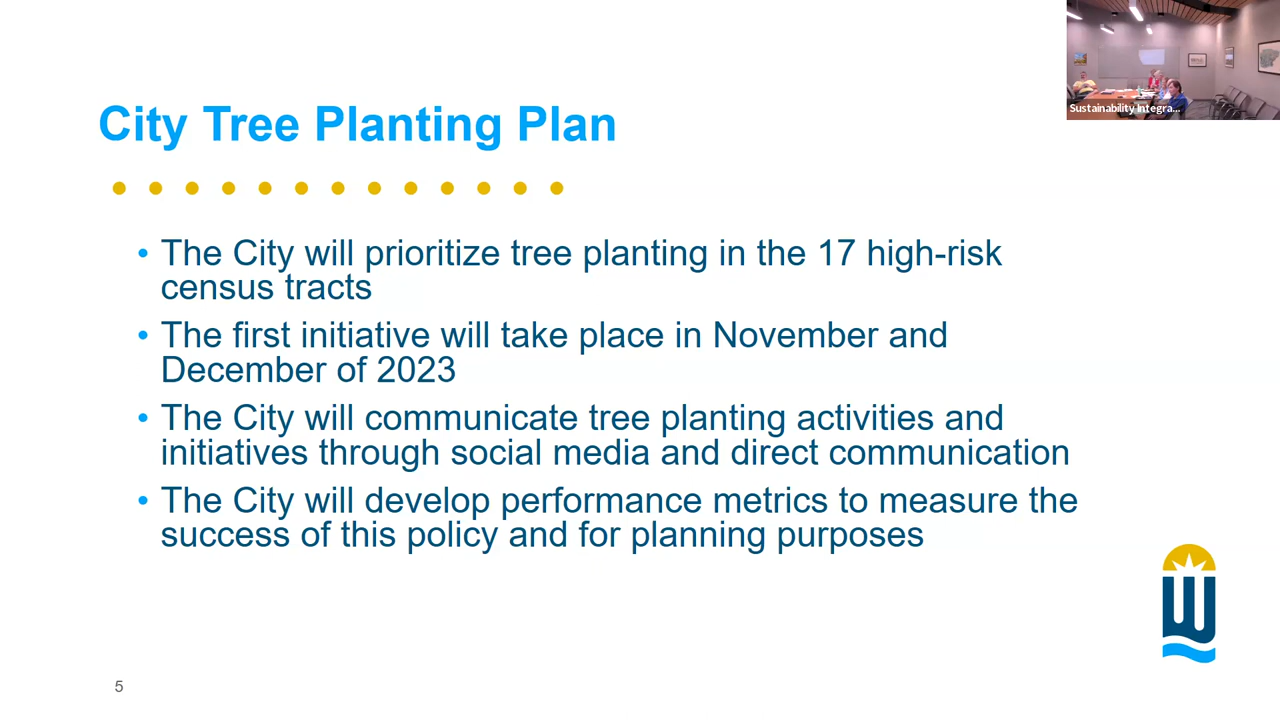 Sustainability Integra...
City Tree Planting Plan
• The City will prioritize tree planting in the 17 high-risk
census tracts
• The first initiative will take place in November and
December of 2023
• The City will communicate tree planting activities and
initiatives through social media and direct communication
• The City will develop performance metrics to measure the
success of this policy and for planning purposes
W
5